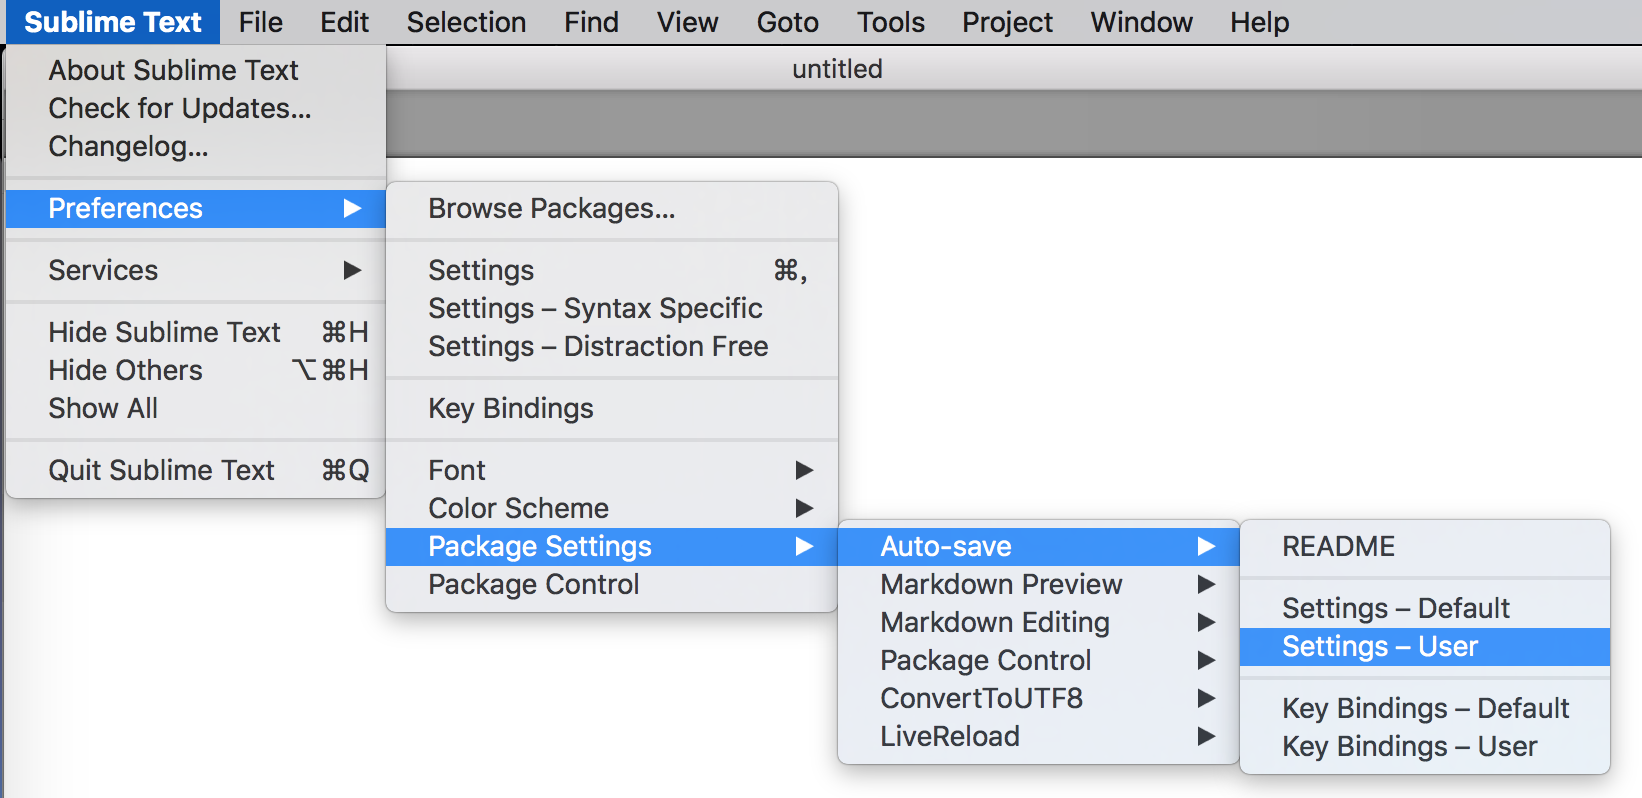 Sublime Text File Edit Selection Find View Goto Tools Project Window Help
untitled
About Sublime Text
Check for Updates...
Changelog...
Preferences ▶
Services ▶
Hide Sublime Text ⌘H
Hide Others ⌥⌘H
Show All
Quit Sublime Text ⌘Q
Browse Packages...
Settings ⌘,
Settings – Syntax Specific
Settings – Distraction Free
Key Bindings
Font ▶
Color Scheme ▶
Package Settings ▶
Package Control
Auto-save ▶
Markdown Preview ▶
Markdown Editing ▶
Package Control ▶
ConvertToUTF8 ▶
LiveReload ▶
README
Settings – Default
Settings – User
Key Bindings – Default
Key Bindings – User